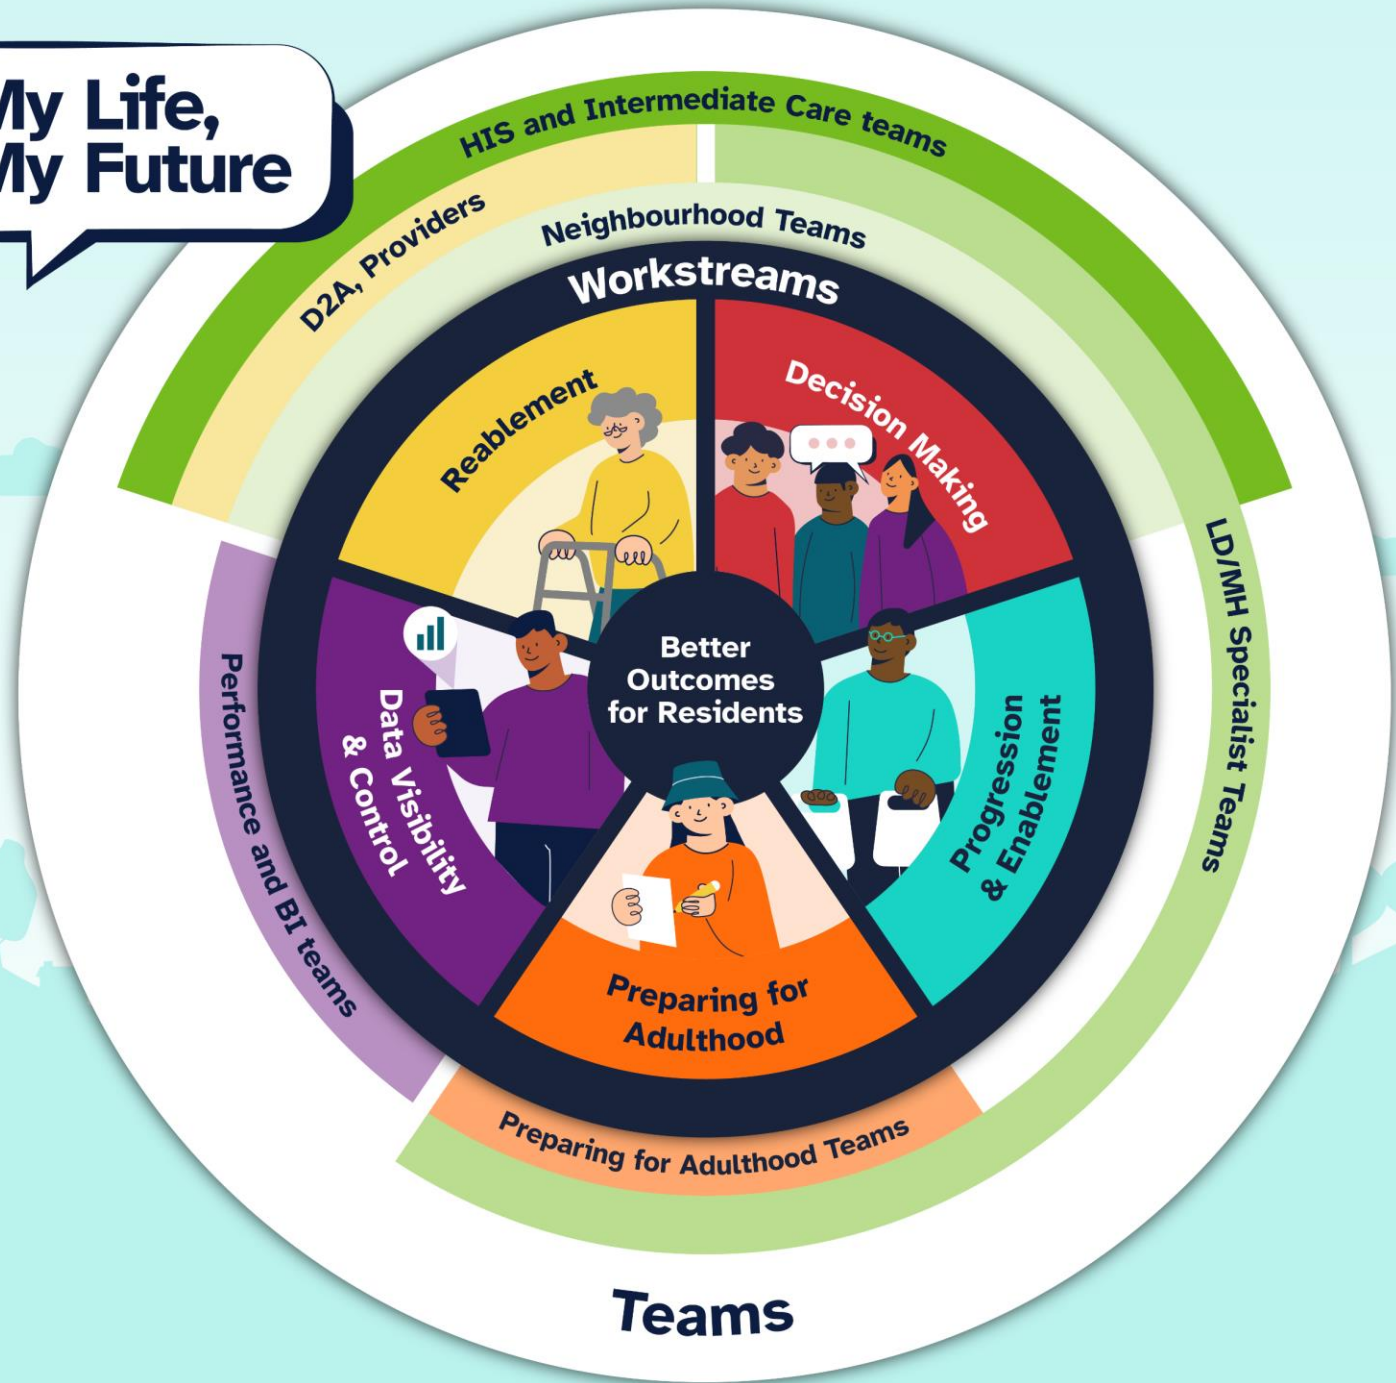 My Life,
My Future
HIS and Intermediate Care teams
D2A, Providers
Neighbourhood Teams
Workstreams
Reablement
Decision Making
LD/MH Specialist Teams
Better
Outcomes
for Residents
Performance and BI teams
Data Visibility
& Control
Progression
& Enablement
Preparing for
Adulthood
Preparing for Adulthood Teams
Teams